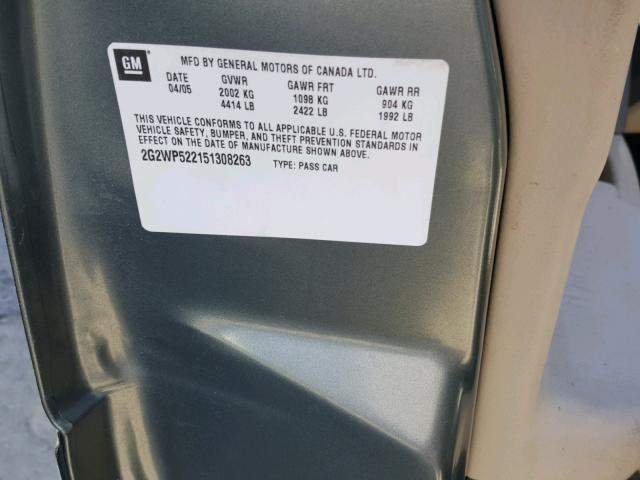 GM
MFD BY GENERAL MOTORS OF CANADA LTD.
DATE GVWR GAWR FRT GAWR RR
04/05 2002 KG 1098 KG 904 KG
4414 LB 2422 LB 1992 LB
THIS VEHICLE CONFORMS TO ALL APPLICABLE U.S. FEDERAL MOTOR
VEHICLE SAFETY, BUMPER, AND THEFT PREVENTION STANDARDS IN
EFFECT ON THE DATE OF MANUFACTURE SHOWN ABOVE.
2G2WP522151308263 TYPE: PASS CAR